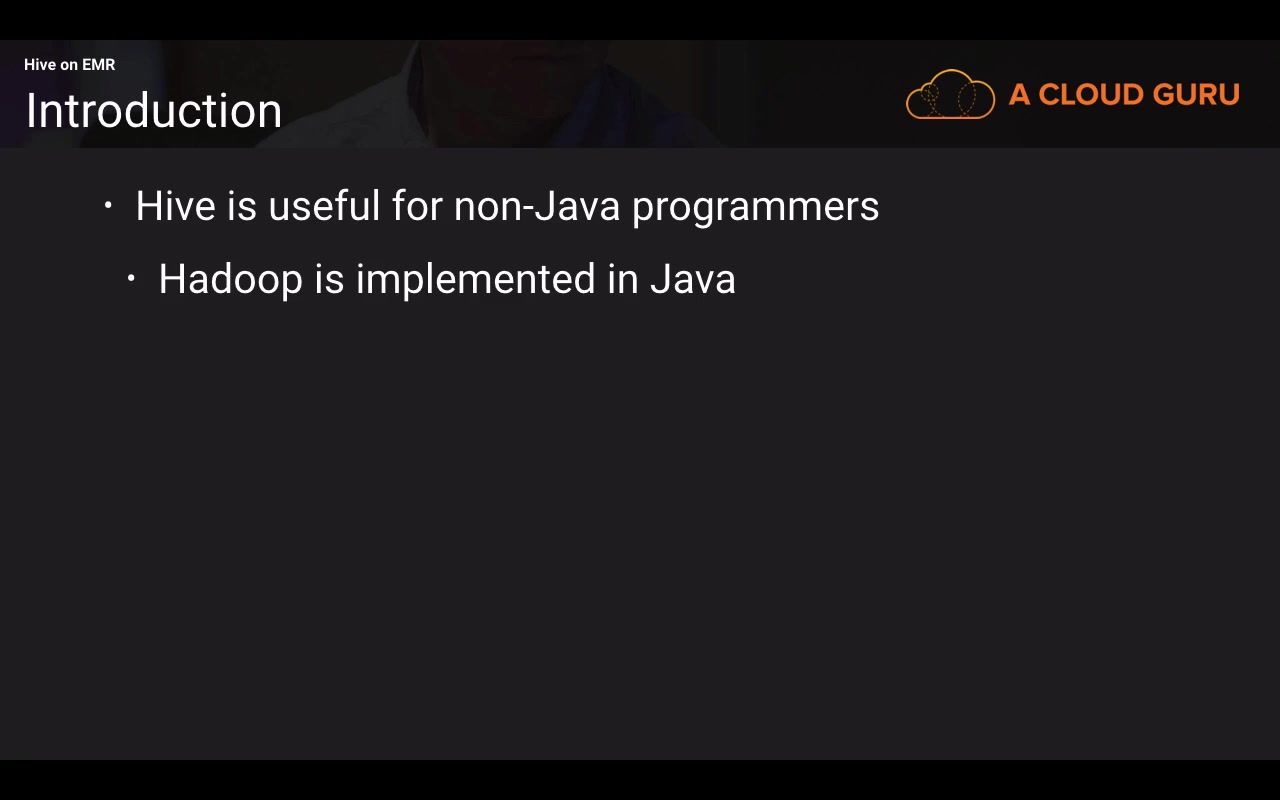 Hive on EMR
Introduction
A CLOUD GURU
• Hive is useful for non-Java programmers
• Hadoop is implemented in Java